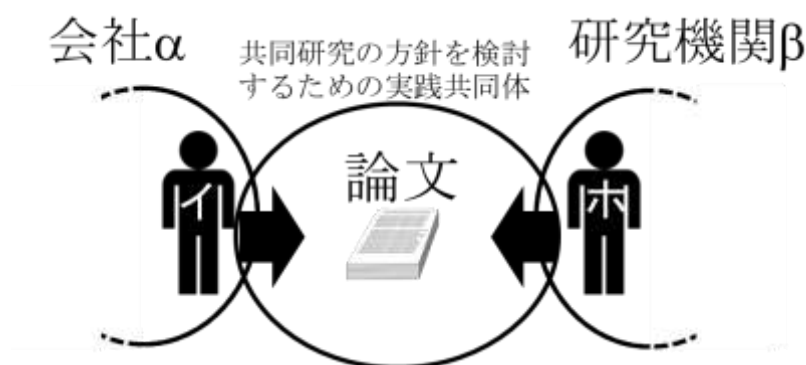 会社α
共同研究の方針を検討
するための実践共同体
研究機関β
論文
イ
ホ